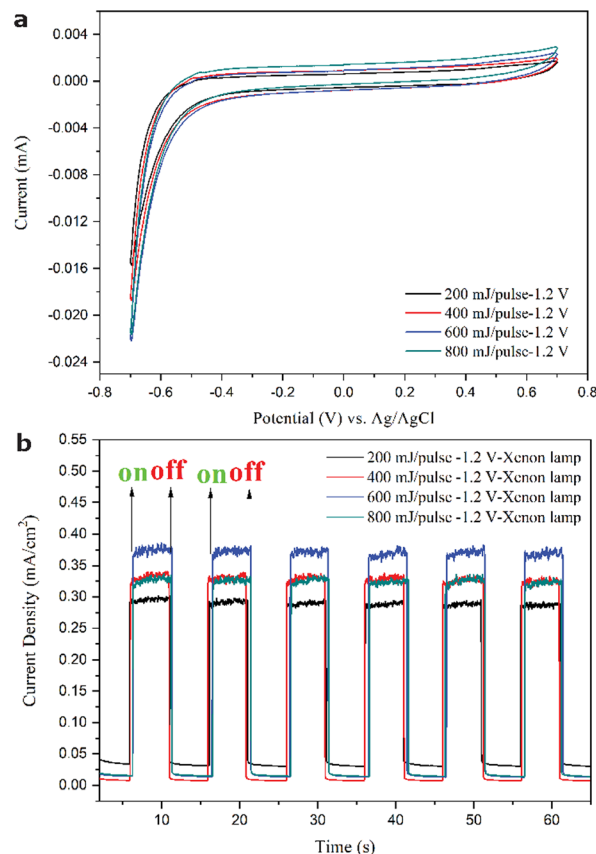 a
0.004
0.000
-0.004
-0.008
-0.012
-0.016
-0.020
-0.024
Current (mA)
200 mJ/pulse-1.2 V
400 mJ/pulse-1.2 V
600 mJ/pulse-1.2 V
800 mJ/pulse-1.2 V
-0.8 -0.6 -0.4 -0.2 0.0 0.2 0.4 0.6 0.8
Potential (V) vs. Ag/AgCl
b
0.55
0.50
0.45
0.40
0.35
0.30
0.25
0.20
0.15
0.10
0.05
0.00
Current Density (mA/cm²)
on off on off
200 mJ/pulse -1.2 V-Xenon lamp
400 mJ/pulse -1.2 V-Xenon lamp
600 mJ/pulse -1.2 V-Xenon lamp
800 mJ/pulse -1.2 V-Xenon lamp
10 20 30 40 50 60
Time (s)